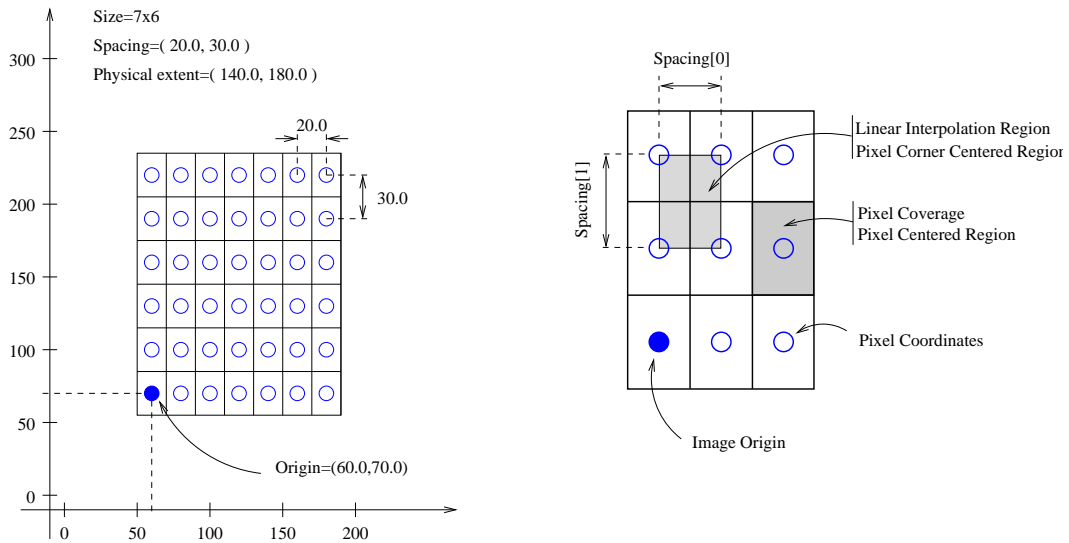 Size=7x6
Spacing=( 20.0, 30.0 )
Physical extent=( 140.0, 180.0 )
300
250
200
150
100
50
0
0
50
100
150
200
20.0
30.0
Origin=(60.0,70.0)
Spacing[0]
Spacing[1]
Linear Interpolation Region
Pixel Corner Centered Region
Pixel Coverage
Pixel Centered Region
Pixel Coordinates
Image Origin